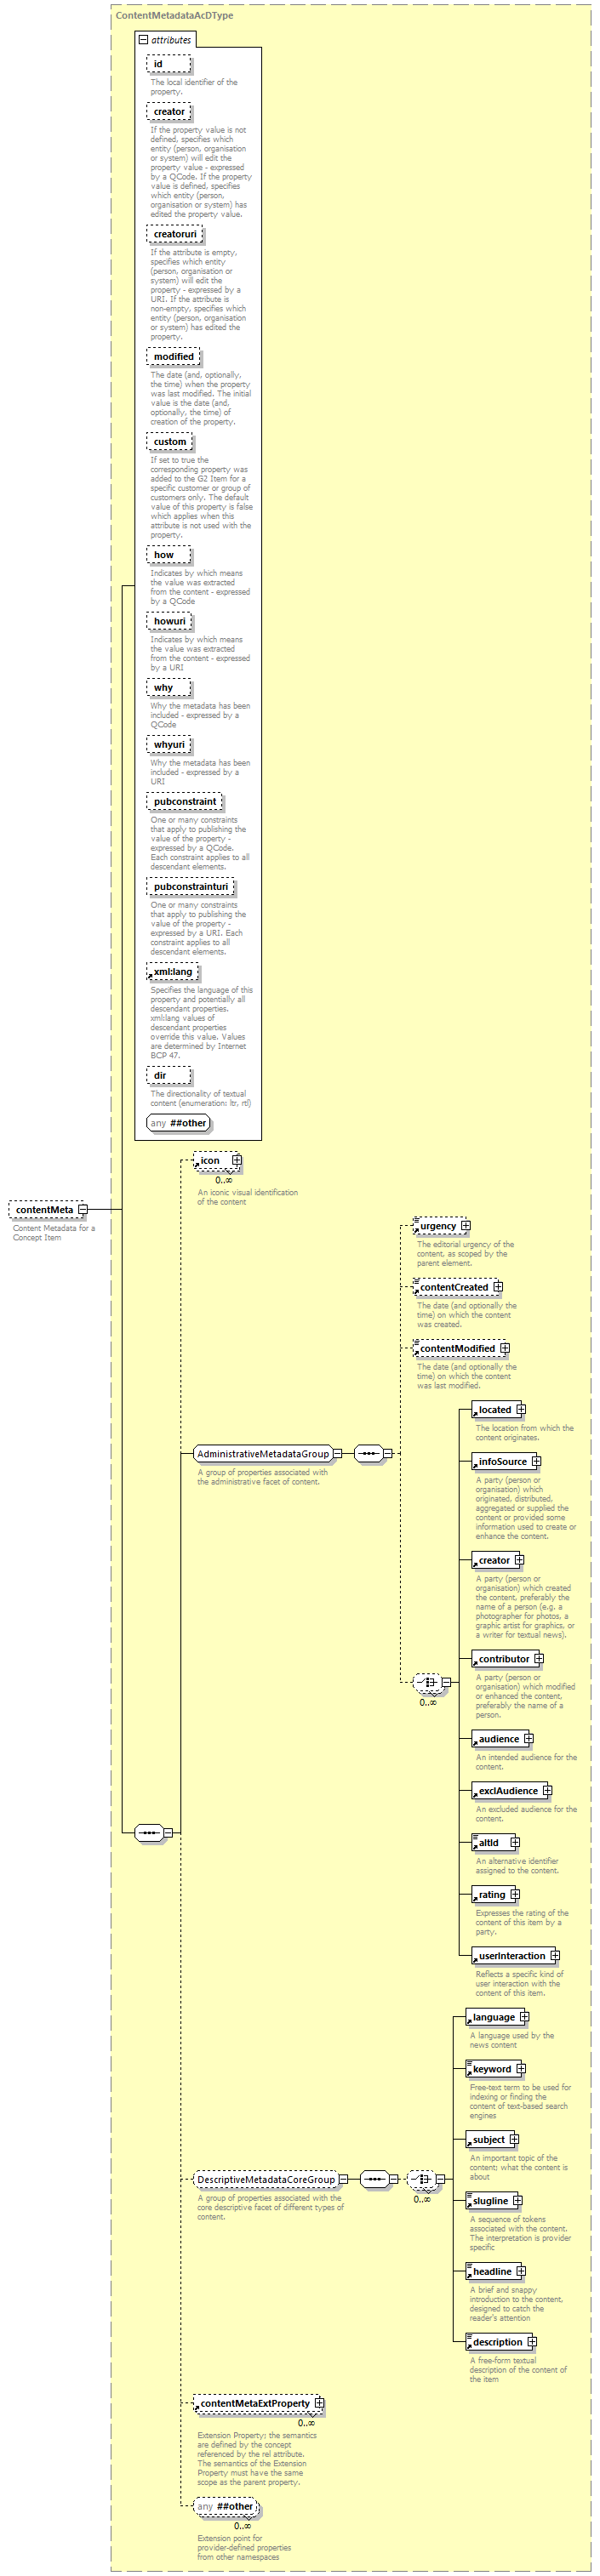 ContentMetadataAcDType
attributes
id
The local identifier of the
property.
creator
If the property value is not
defined, specifies which
entity (person, organisation
or system) will edit the
property value - expressed
by a QCode. If the property
value is defined, specifies
which entity (person,
organisation or system) has
edited the property value.
creatoruri
If the attribute is empty,
specifies which entity
(person, organisation or
system) will edit the
property - expressed by a
URI. If the attribute is
non-empty, specifies which
entity (person, organisation
or system) has edited the
property.
modified
The date (and, optionally,
the time) when the property
was last modified. The initial
value is the date (and,
optionally, the time) of
creation of the property.
custom
If set to true the
corresponding property was
added to the G2 Item for a
specific customer or group of
customers only. The default
value of this property is false
which applies when this
attribute is not used with the
property.
how
Indicates by which means
the value was extracted
from the content - expressed
by a QCode
howuri
Indicates by which means
the value was extracted
from the content - expressed
by a URI
why
Why the metadata has been
included - expressed by a
QCode
whyuri
Why the metadata has been
included - expressed by a
URI
pubconstraint
One or many constraints
that apply to publishing the
value of the property -
expressed by a QCode.
Each constraint applies to all
descendant elements.
pubconstrainturi
One or many constraints
that apply to publishing the
value of the property -
expressed by a URI. Each
constraint applies to all
descendant elements.
xml:lang
Specifies the language of this
property and potentially all
descendant properties.
xml:lang values of
descendant properties
override this value. Values
are determined by Internet
BCP 47.
dir
The directionality of textual
content (enumeration: ltr, rtl)
any ##other
contentMeta
Content Metadata for a
Concept Item
icon
0..∞
An iconic visual identification
of the content
AdministrativeMetadataGroup
A group of properties associated with
the administrative facet of content.
urgency
The editorial urgency of the
content, as scoped by the
parent element.
contentCreated
The date (and optionally the
time) on which the content
was created.
contentModified
The date (and optionally the
time) on which the content
was last modified.
0..∞
located
The location from which the
content originates.
infoSource
A party (person or
organisation) which
originated, distributed,
aggregated or supplied the
content or provided some
information used to create or
enhance the content.
creator
A party (person or
organisation) which created
the content, preferably the
name of a person (e.g. a
photographer for photos, a
graphic artist for graphics, or
a writer for textual news).
contributor
A party (person or
organisation) which modified
or enhanced the content,
preferably the name of a
person.
audience
An intended audience for the
content.
exclAudience
An excluded audience for the
content.
altId
An alternative identifier
assigned to the content.
rating
Expresses the rating of the
content of this item by a
party.
userInteraction
Reflects a specific kind of
user interaction with the
content of this item.
DescriptiveMetadataCoreGroup
A group of properties associated with the
core descriptive facet of different types of
content.
0..∞
language
A language used by the
news content
keyword
Free-text term to be used for
indexing or finding the
content of text-based search
engines
subject
An important topic of the
content; what the content is
about
slugline
A sequence of tokens
associated with the content.
The interpretation is provider
specific
headline
A brief and snappy
introduction to the content,
designed to catch the
reader's attention
description
A free-form textual
description of the content of
the item
contentMetaExtProperty
0..∞
Extension Property; the semantics
are defined by the concept
referenced by the rel attribute.
The semantics of the Extension
Property must have the same
scope as the parent property.
any ##other
0..∞
Extension point for
provider-defined properties
from other namespaces